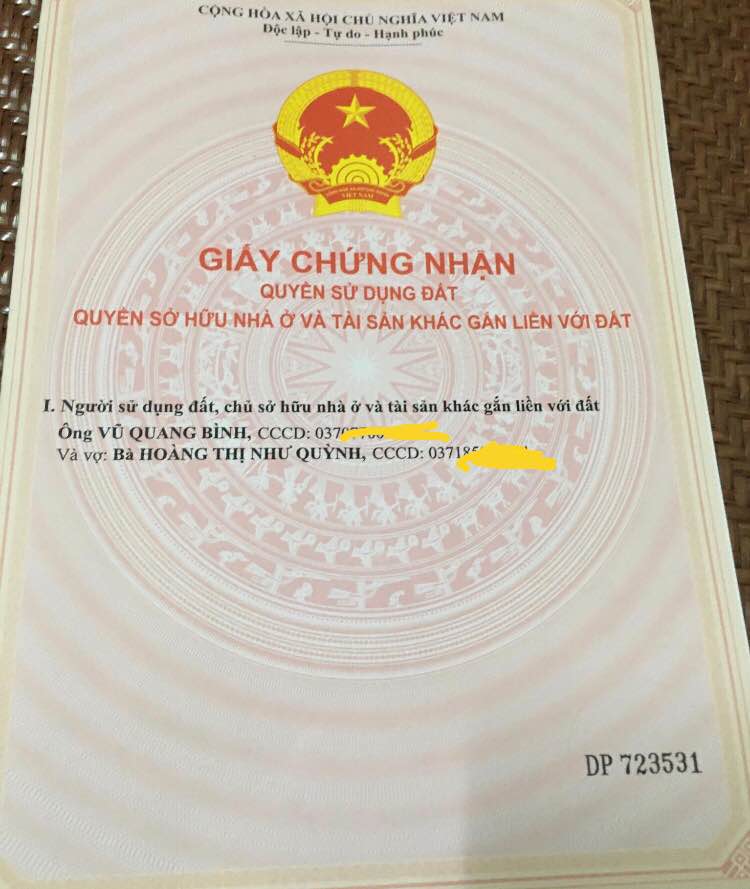 CỘNG HÒA XÃ HỘI CHỦ NGHĨA VIỆT NAM
Độc lập - Tự do - Hạnh phúc
VIỆT NAM
GIẤY CHỨNG NHẬN
QUYỀN SỬ DỤNG ĐẤT
QUYỀN SỞ HỮU NHÀ Ở VÀ TÀI SẢN KHÁC GẮN LIỀN VỚI ĐẤT
I. Người sử dụng đất, chủ sở hữu nhà ở và tài sản khác gắn liền với đất
Ông VŨ QUANG BÌNH, CCCD:
Và vợ: Bà HOÀNG THỊ NHƯ QUỲNH, CCCD:
DP 723531